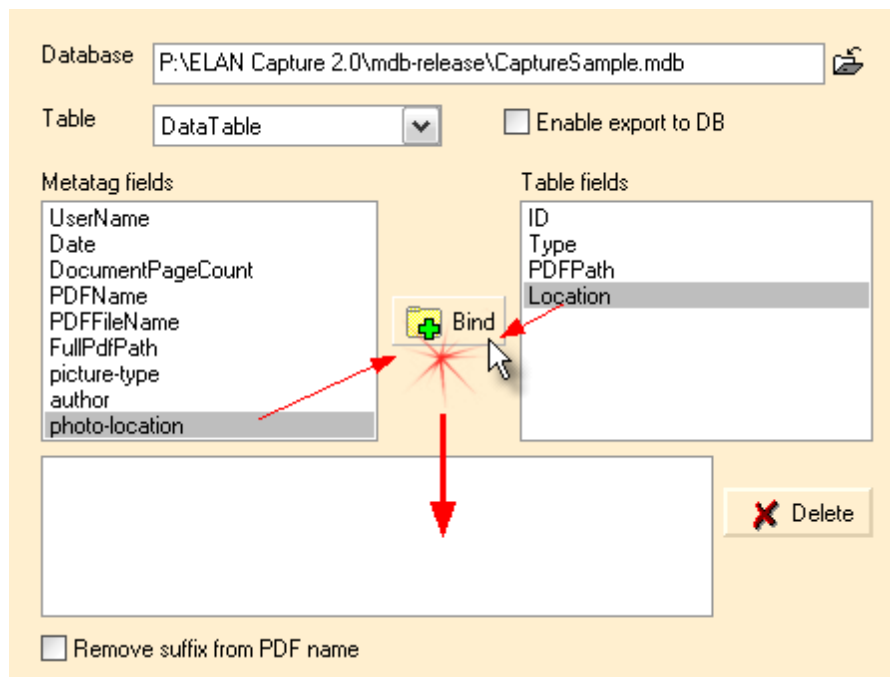 Database P:\ELAN Capture 2.0\mdb-release\CaptureSample.mdb
Table DataTable Enable export to DB
Metatag fields
UserName
Date
DocumentPageCount
PDFName
PDFFileName
FullPdfPath
picture-type
author
photo-location
Bind
Table fields
ID
Type
PDFPath
Location
Delete
Remove suffix from PDF name